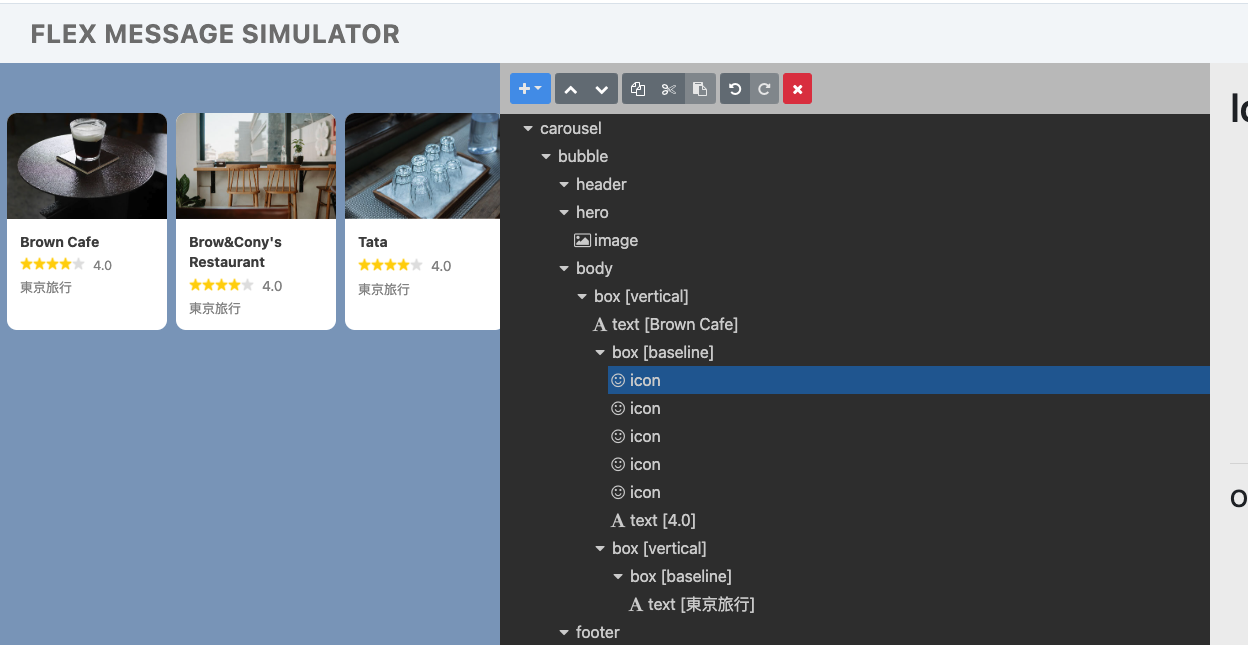 FLEX MESSAGE SIMULATOR
Brown Cafe
4.0
東京旅行
Brow&Cony's
Restaurant
4.0
東京旅行
Tata
4.0
東京旅行
carousel
bubble
header
hero
image
body
box [vertical]
text [Brown Cafe]
box [baseline]
icon
icon
icon
icon
icon
text [4.0]
box [vertical]
box [baseline]
text [東京旅行]
footer